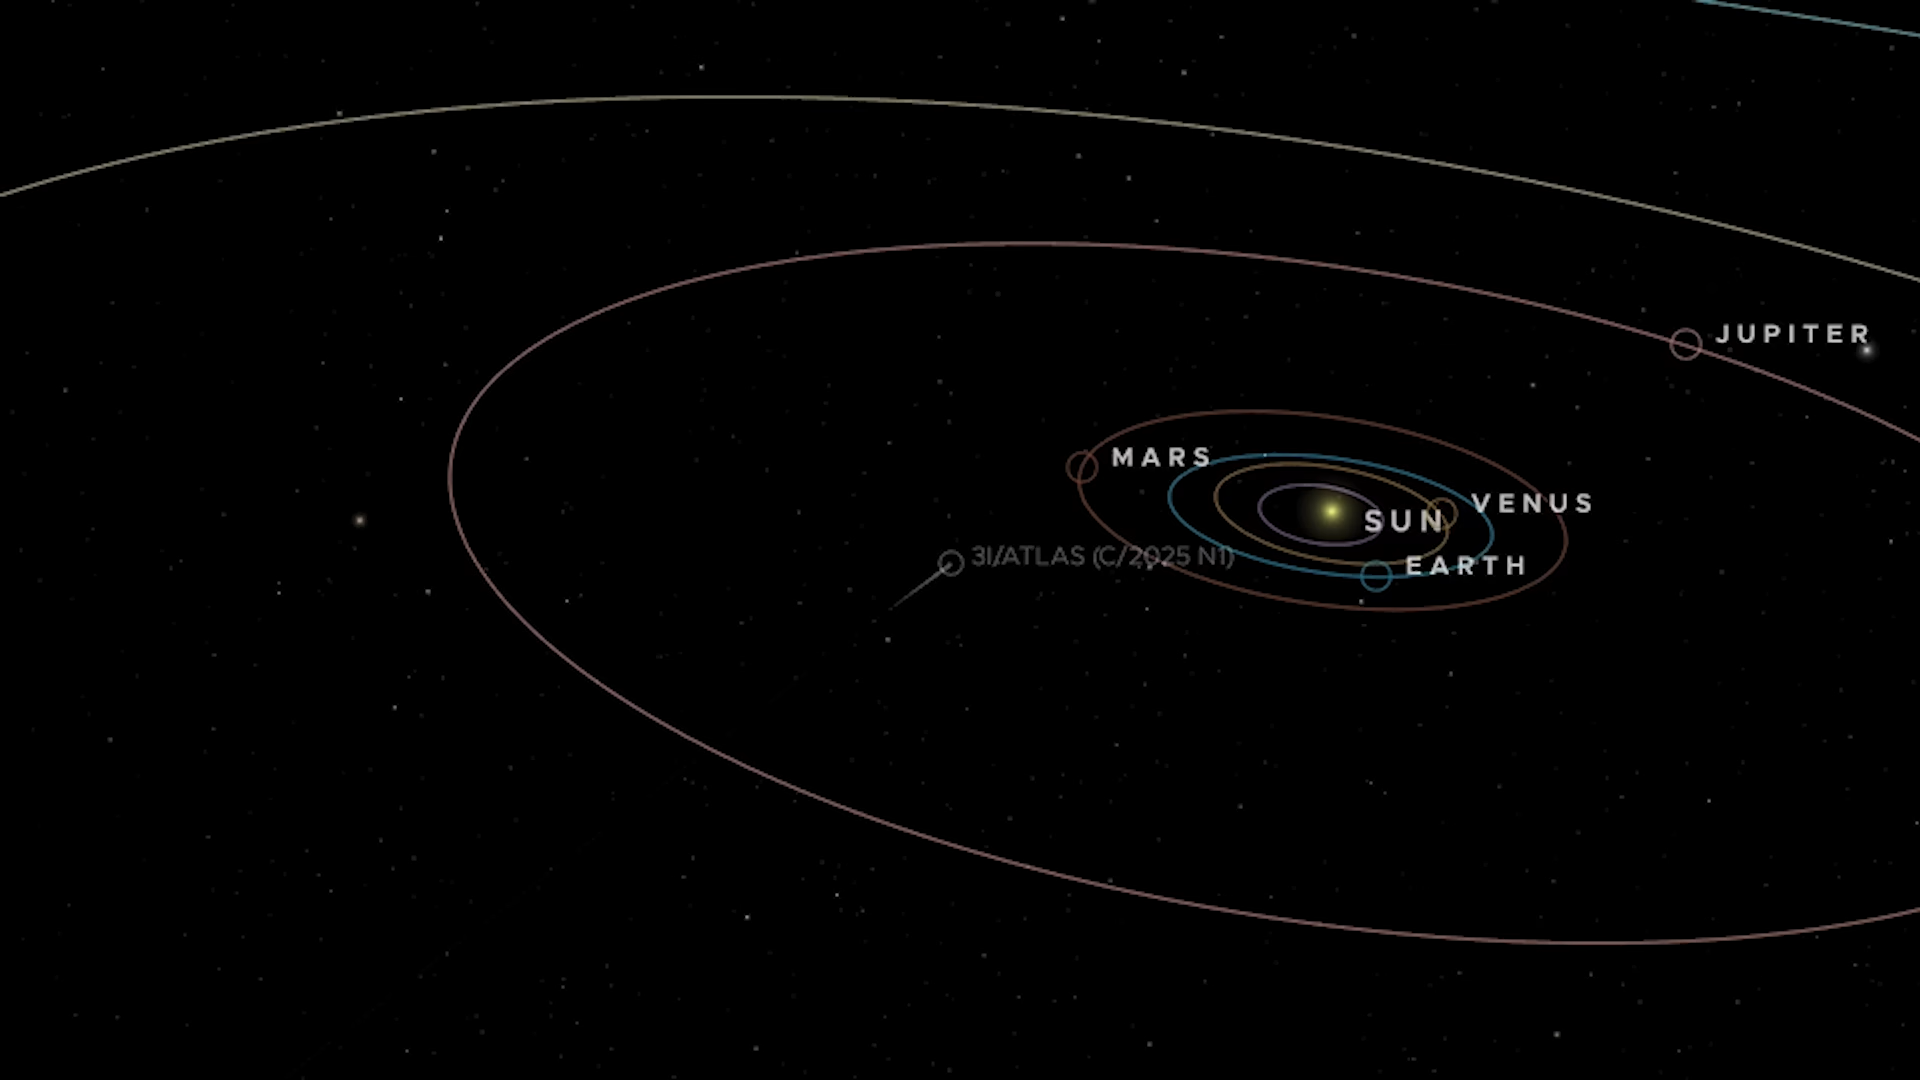 JUPITER
MARS
VENUS
SUN
3I/ATLAS (C/2025 N1)
EARTH